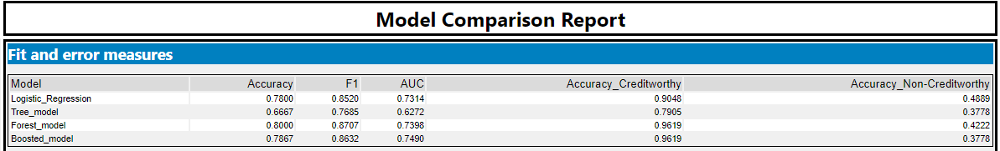 Model Comparison Report
Fit and error measures
Model Accuracy F1 AUC Accuracy_Creditworthy Accuracy_Non-Creditworthy
Logistic_Regression 0.7800 0.8520 0.7314 0.9048 0.4889
Tree_model 0.6667 0.7685 0.6272 0.7905 0.3778
Forest_model 0.8000 0.8707 0.7398 0.9619 0.4222
Boosted_model 0.7867 0.8632 0.7490 0.9619 0.3778